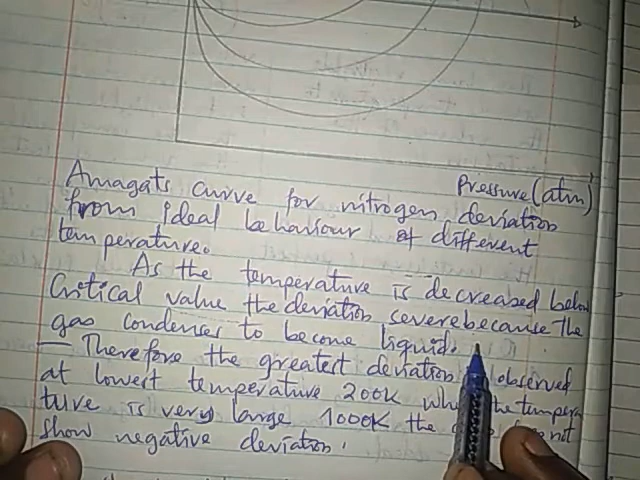 Pressure (atm)
Amagats curve for nitrogen deviation
from ideal behaviour of different
temperature.
As the temperature is decreased below
Critical value the deviation severe because the
gas condenses to become liquid.
— Therefore the greatest deviation observed
at lowest temperature 200K the tempera
ture is very large 1000K the not
show negative deviation.